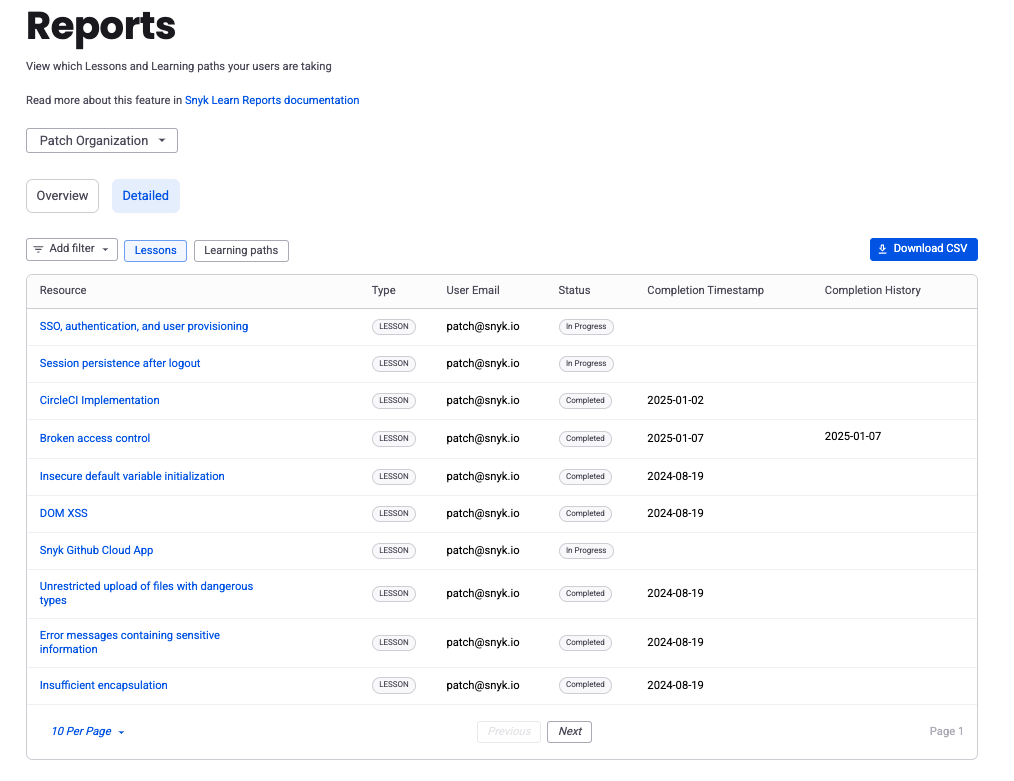 Reports
View which Lessons and Learning paths your users are taking
Read more about this feature in Snyk Learn Reports documentation
Patch Organization
Overview Detailed
Add filter Lessons Learning paths Download CSV
Resource Type User Email Status Completion Timestamp Completion History
SSO, authentication, and user provisioning LESSON patch@snyk.io In Progress
Session persistence after logout LESSON patch@snyk.io In Progress
CircleCI Implementation LESSON patch@snyk.io Completed 2025-01-02
Broken access control LESSON patch@snyk.io Completed 2025-01-07 2025-01-07
Insecure default variable initialization LESSON patch@snyk.io Completed 2024-08-19
DOM XSS LESSON patch@snyk.io Completed 2024-08-19
Snyk Github Cloud App LESSON patch@snyk.io In Progress
Unrestricted upload of files with dangerous
types LESSON patch@snyk.io Completed 2024-08-19
Error messages containing sensitive
information LESSON patch@snyk.io Completed 2024-08-19
Insufficient encapsulation LESSON patch@snyk.io Completed 2024-08-19
10 Per Page Previous Next Page 1